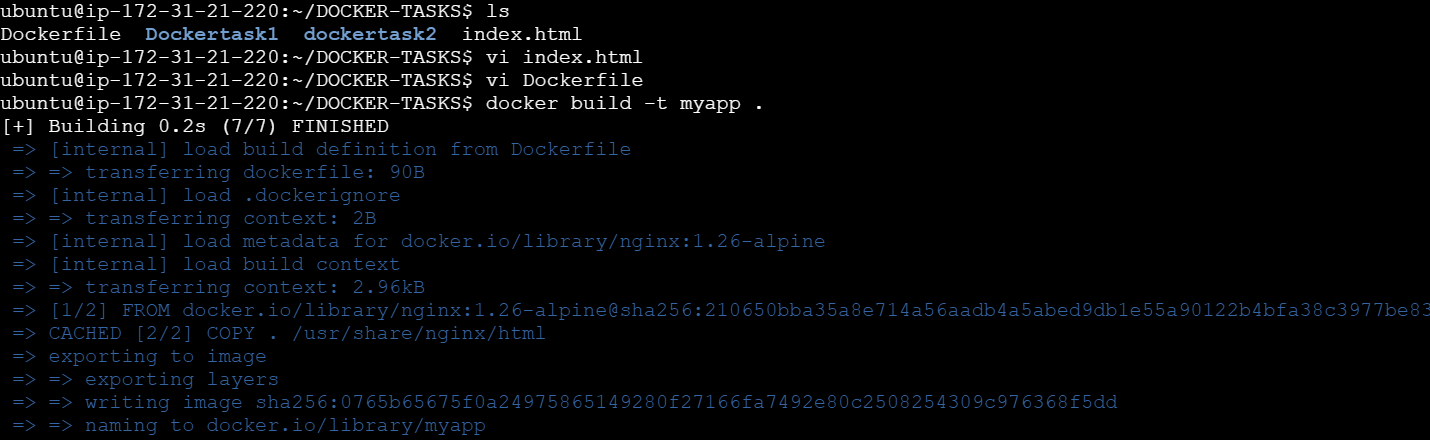 ubuntu@ip-172-31-21-220:~/DOCKER-TASKS$ ls
Dockerfile  Dockertask1  dockertask2  index.html
ubuntu@ip-172-31-21-220:~/DOCKER-TASKS$ vi index.html
ubuntu@ip-172-31-21-220:~/DOCKER-TASKS$ vi Dockerfile
ubuntu@ip-172-31-21-220:~/DOCKER-TASKS$ docker build -t myapp .
[+] Building 0.2s (7/7) FINISHED
=> [internal] load build definition from Dockerfile
=> => transferring dockerfile: 90B
=> [internal] load .dockerignore
=> => transferring context: 2B
=> [internal] load metadata for docker.io/library/nginx:1.26-alpine
=> [internal] load build context
=> => transferring context: 2.96kB
=> [1/2] FROM docker.io/library/nginx:1.26-alpine@sha256:210650bba35a8e714a56aadb4a5abed9db1e55a90122b4bfa38c3977be83
=> CACHED [2/2] COPY . /usr/share/nginx/html
=> exporting to image
=> => exporting layers
=> => writing image sha256:0765b65675f0a24975865149280f27166fa7492e80c2508254309c976368f5dd
=> => naming to docker.io/library/myapp